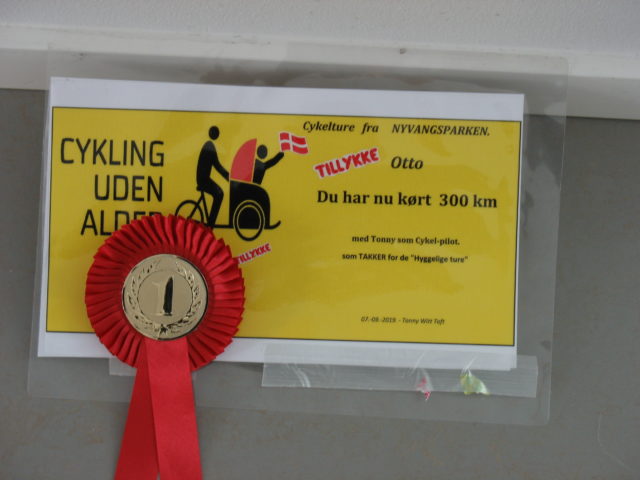 Cykelture fra NYVANGSPARKEN.
CYKLING
UDEN
ALDER
TILLYKKE Otto
Du har nu kørt 300 km
med Tonny som Cykel-pilot.
som TAKKER for de "Hyggelige ture"
TILLYKKE
07.-08.-2019. - Tonny Witt Toft
1